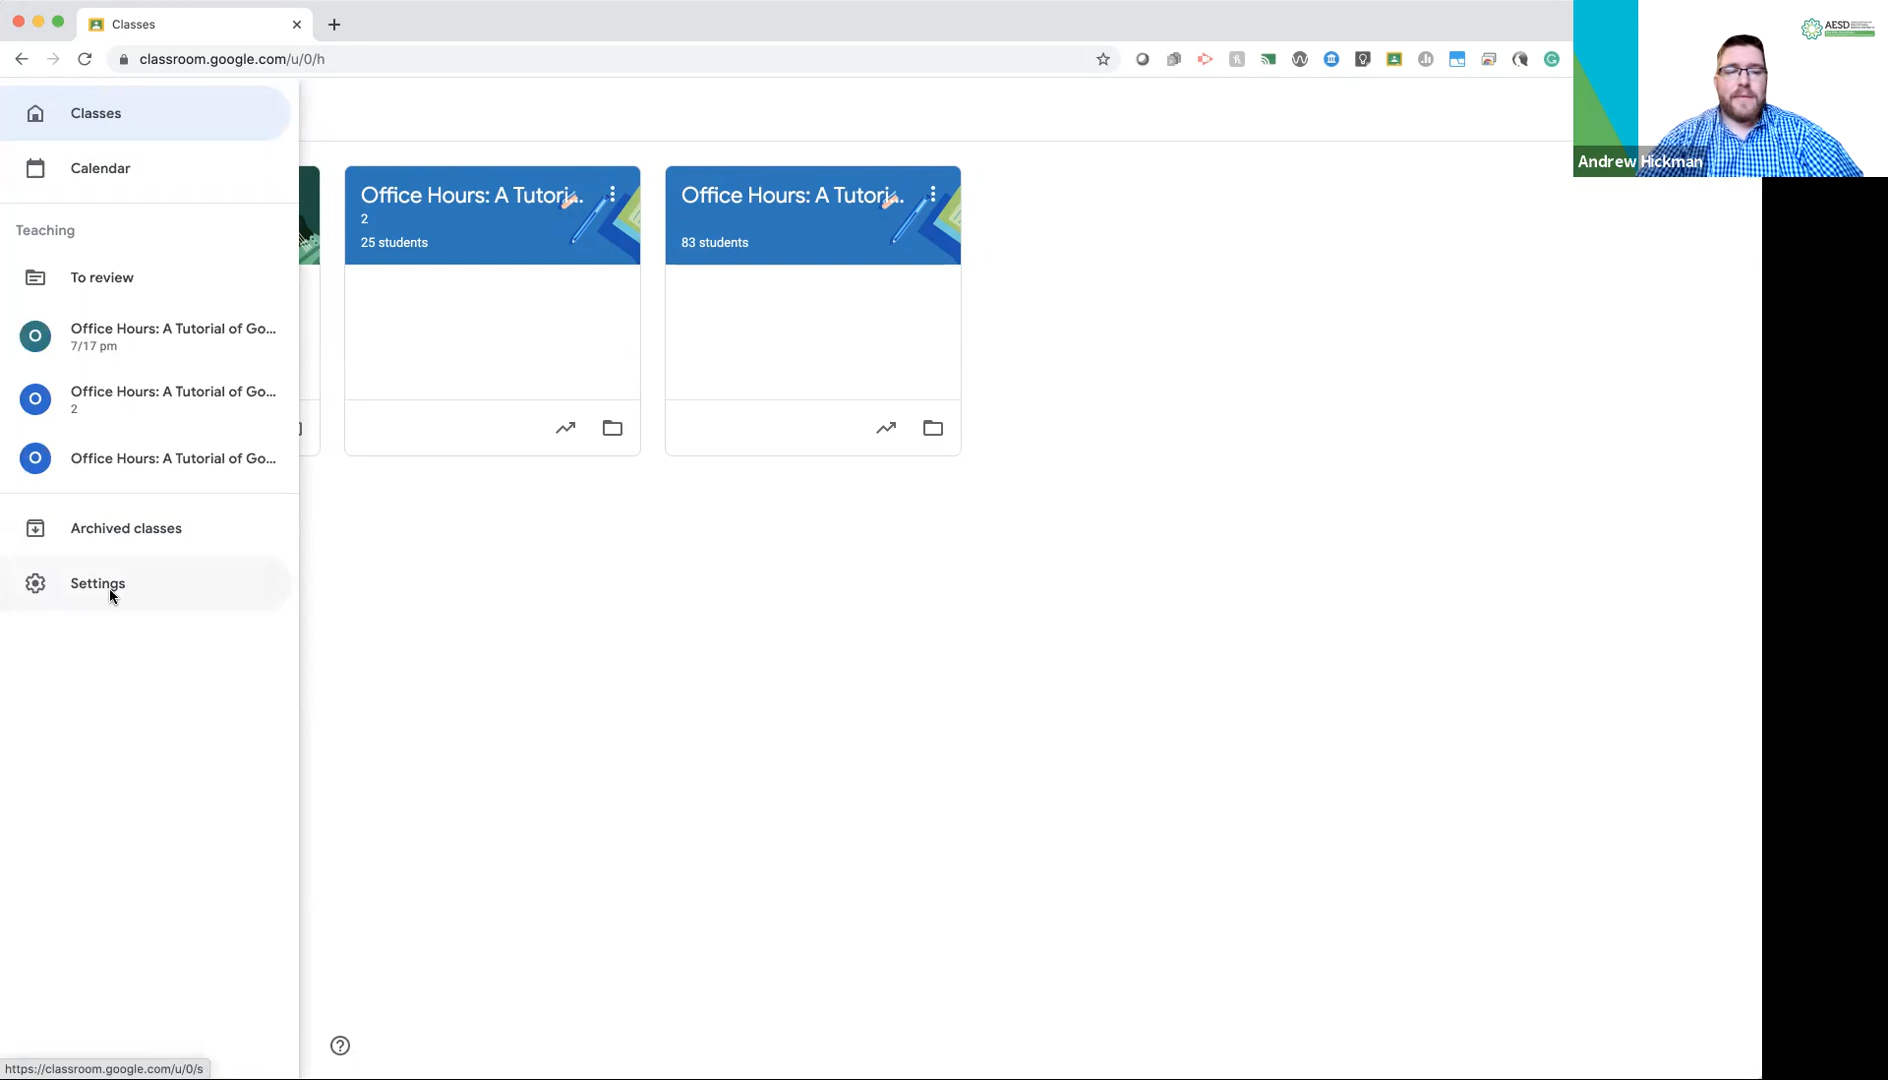 Classes
classroom.google.com/u/0/h
AESD
Andrew Hickman
Classes
Calendar
Teaching
To review
Office Hours: A Tutorial of Go...
7/17 pm
Office Hours: A Tutorial of Go...
2
Office Hours: A Tutorial of Go...
Archived classes
Settings
Office Hours: A Tutori...
2
25 students
Office Hours: A Tutori...
83 students
https://classroom.google.com/u/0/s